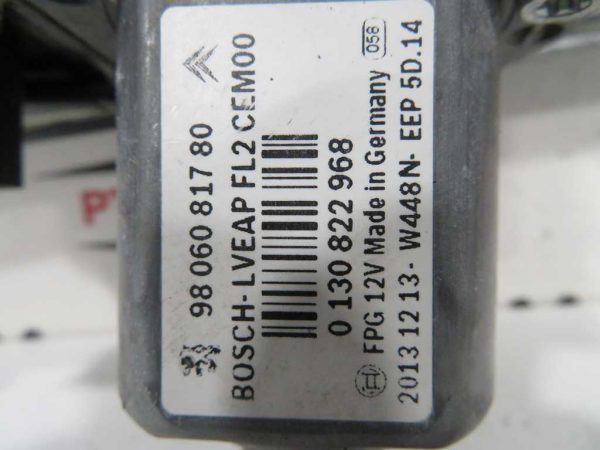 98 060 817 80
BOSCH-LVEAP FL2 CEM00
0 130 822 968
FPG 12V Made in Germany 058
2013 12 13- W448N- EEP 5D.14